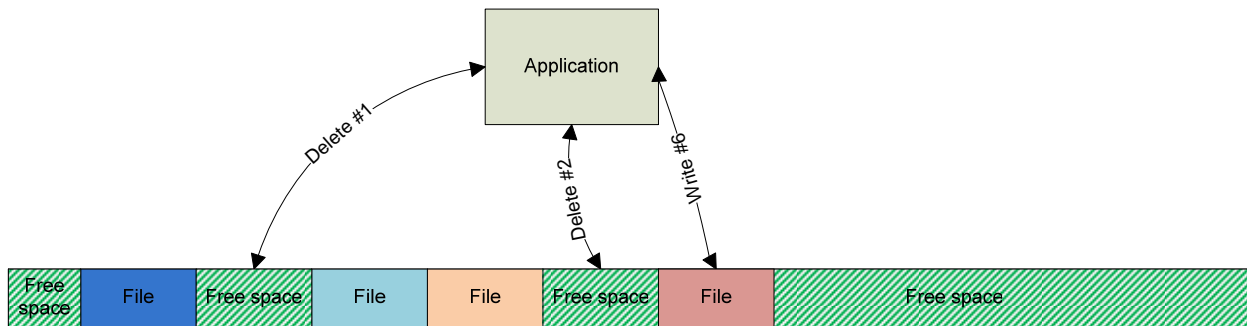 Application
Delete #1
Delete #2
Write #6
Free
space
File
Free space
File
File
Free space
File
Free space